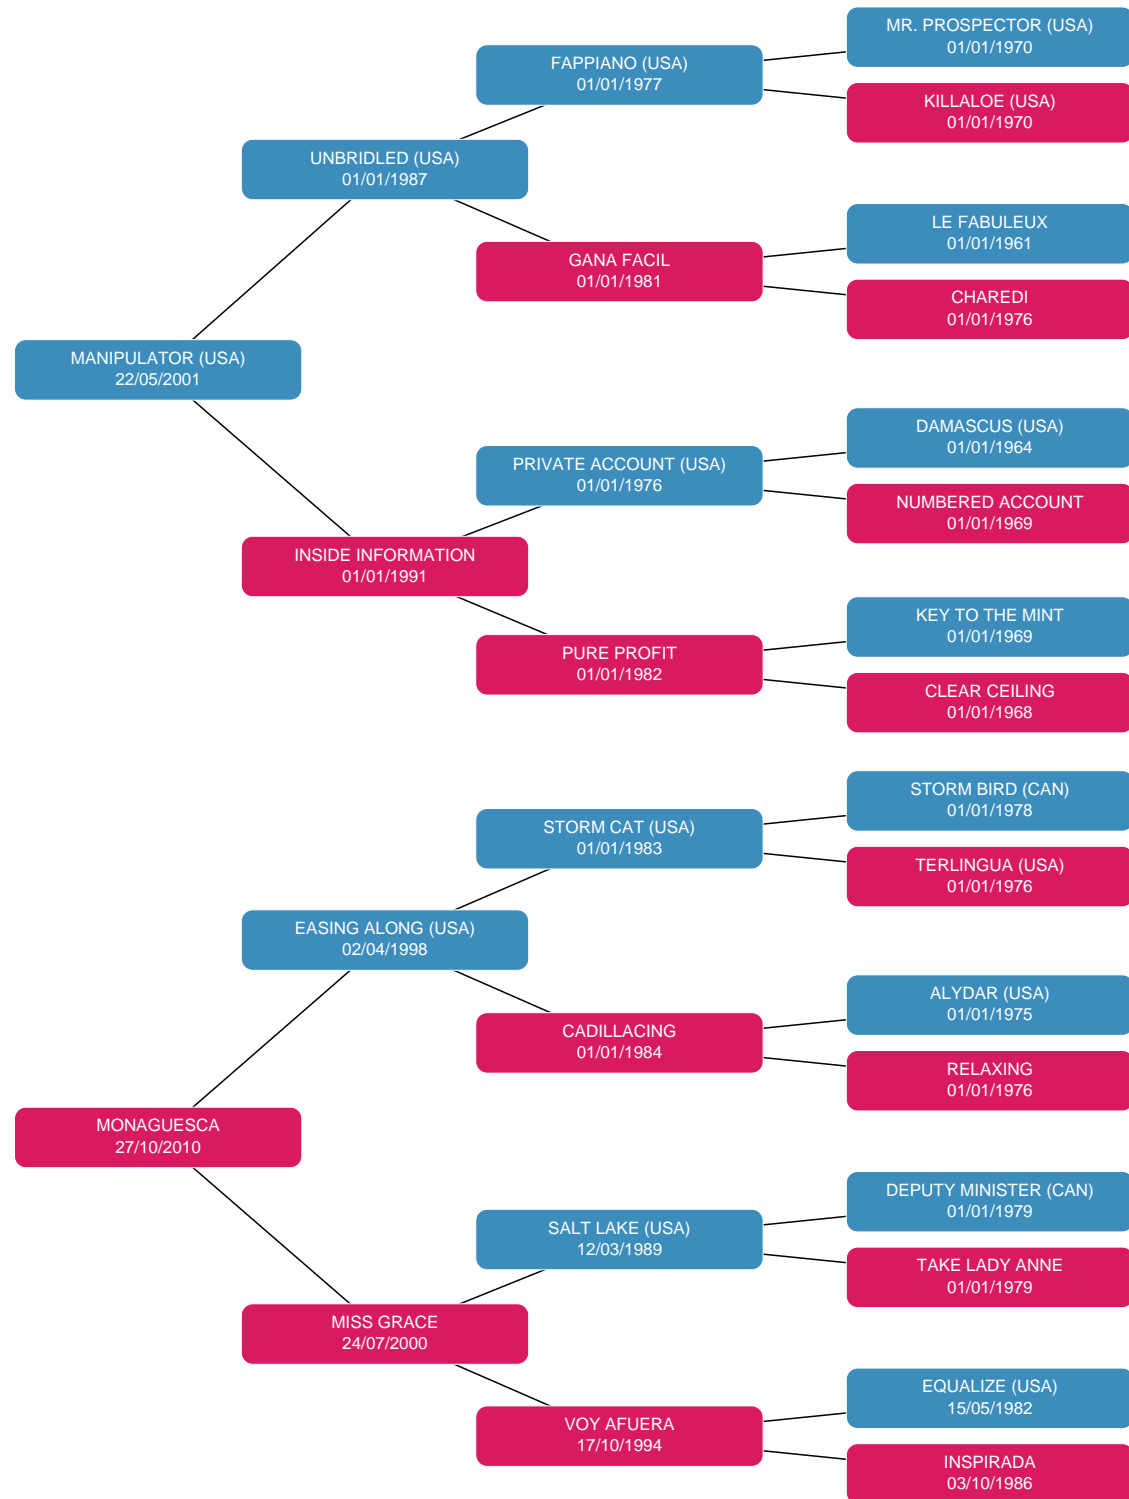 MR. PROSPECTOR (USA)
01/01/1970
FAPPIANO (USA)
01/01/1977
KILLALOE (USA)
01/01/1970
UNBRIDLED (USA)
01/01/1987
LE FABULEUX
01/01/1961
GANA FACIL
01/01/1981
CHAREDI
01/01/1976
MANIPULATOR (USA)
22/05/2001
DAMASCUS (USA)
01/01/1964
PRIVATE ACCOUNT (USA)
01/01/1976
NUMBERED ACCOUNT
01/01/1969
INSIDE INFORMATION
01/01/1991
KEY TO THE MINT
01/01/1969
PURE PROFIT
01/01/1982
CLEAR CEILING
01/01/1968
STORM BIRD (CAN)
01/01/1978
STORM CAT (USA)
01/01/1983
TERLINGUA (USA)
01/01/1976
EASING ALONG (USA)
02/04/1998
ALYDAR (USA)
01/01/1975
CADILLACING
01/01/1984
RELAXING
01/01/1976
MONAGUESCA
27/10/2010
DEPUTY MINISTER (CAN)
01/01/1979
SALT LAKE (USA)
12/03/1989
TAKE LADY ANNE
01/01/1979
MISS GRACE
24/07/2000
EQUALIZE (USA)
15/05/1982
VOY AFUERA
17/10/1994
INSPIRADA
03/10/1986